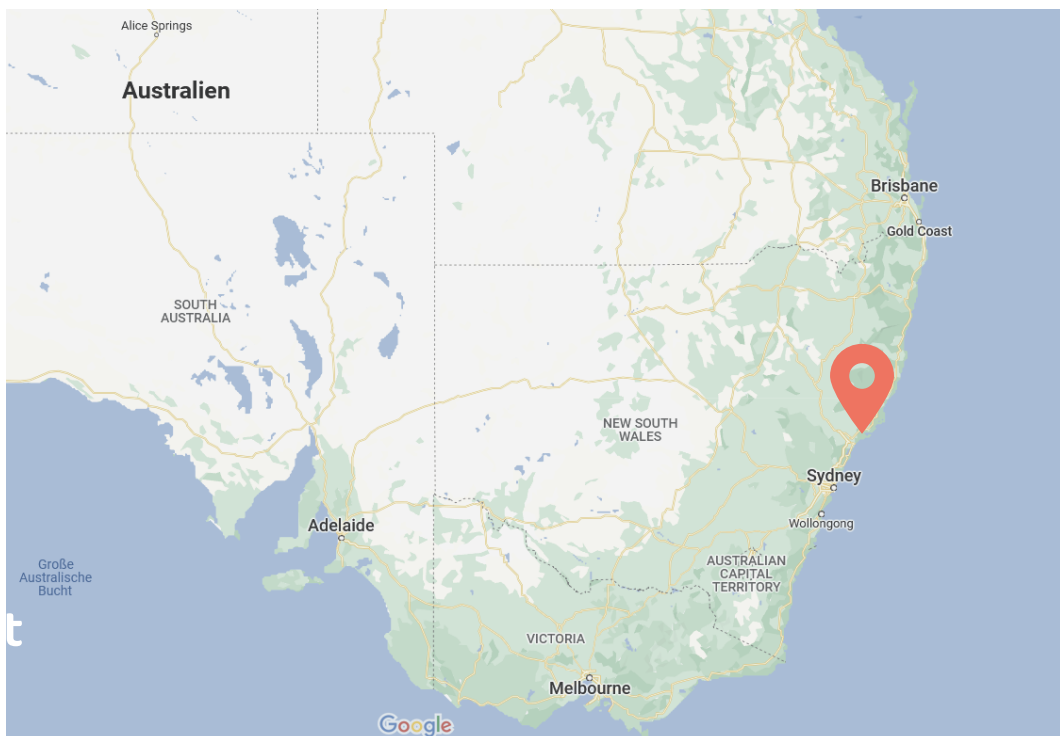 Alice Springs
Australien
Brisbane
Gold Coast
SOUTH
AUSTRALIA
NEW SOUTH
WALES
Sydney
Wollongong
Adelaide
AUSTRALIAN
CAPITAL
TERRITORY
Große
Australische
Bucht
t
VICTORIA
Melbourne
Google